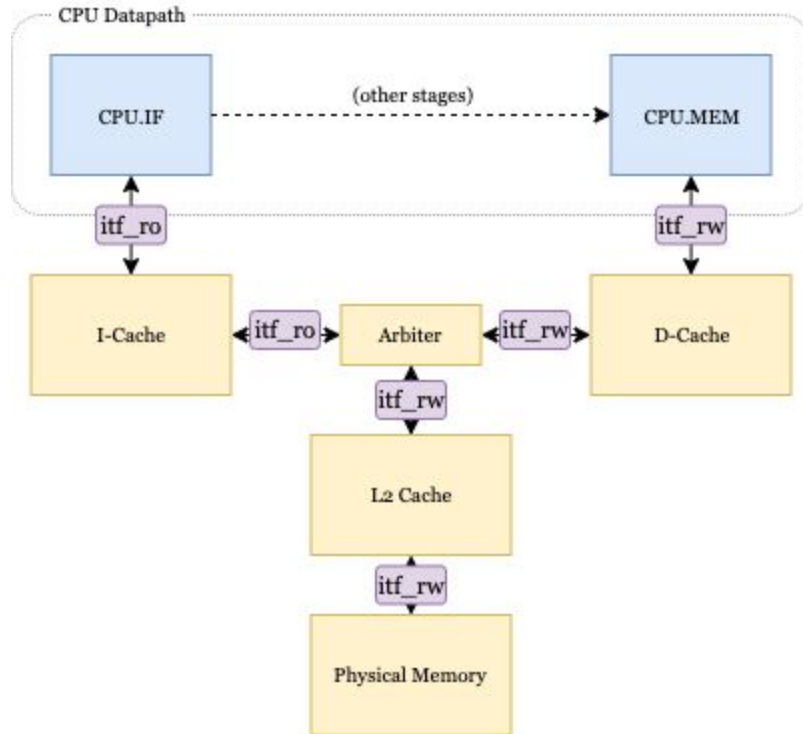 CPU Datapath
CPU.IF
(other stages)
CPU.MEM
itf_ro
itf_rw
I-Cache
itf_ro
Arbiter
itf_rw
D-Cache
itf_rw
L2 Cache
itf_rw
Physical Memory